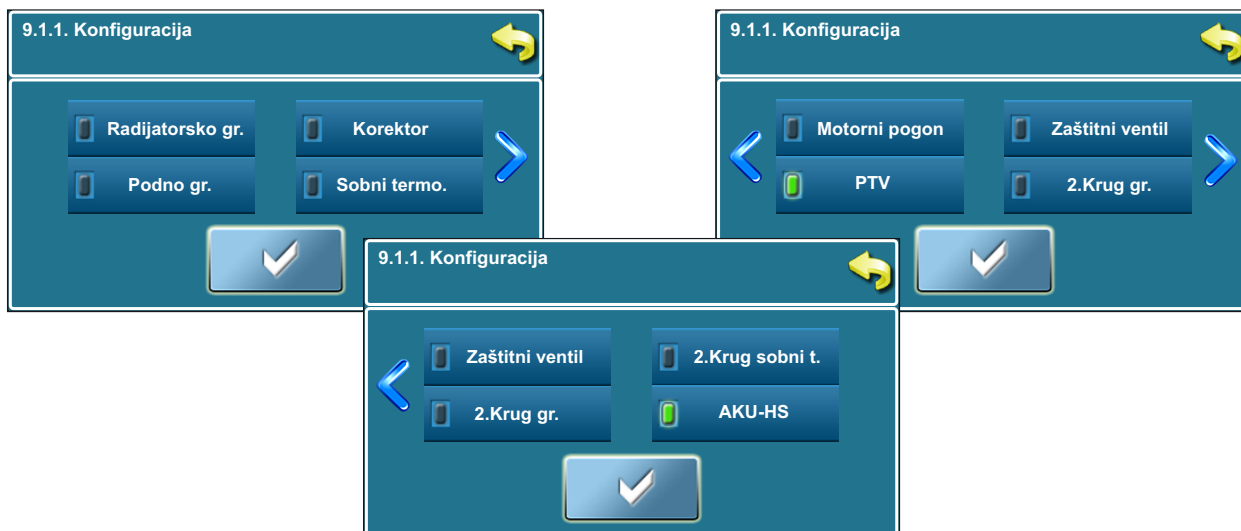 9.1.1. Konfiguracija
Radijatorsko gr.
Korektor
Podno gr.
Sobni termo.
9.1.1. Konfiguracija
Motorni pogon
Zaštitni ventil
PTV
2.Krug gr.
9.1.1. Konfiguracija
Zaštitni ventil
2.Krug sobni t.
2.Krug gr.
AKU-HS